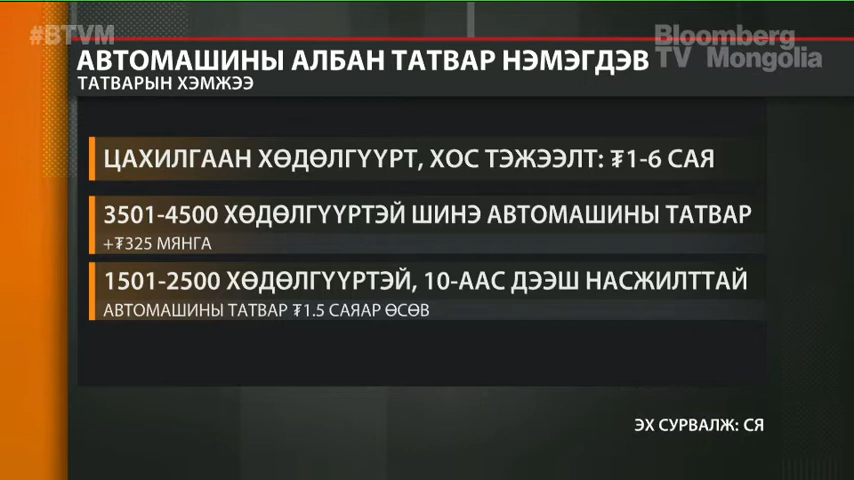 #BTVM
Bloomberg
TV Mongolia
АВТОМАШИНЫ АЛБАН ТАТВАР НЭМЭГДЭВ
ТАТВАРЫН ХЭМЖЭЭ
ЦАХИЛГААН ХӨДӨЛГҮҮРТ, ХОС ТЭЖЭЭЛТ: ₮1-6 САЯ
3501-4500 ХӨДӨЛГҮҮРТЭЙ ШИНЭ АВТОМАШИНЫ ТАТВАР
+₮325 МЯНГА
1501-2500 ХӨДӨЛГҮҮРТЭЙ, 10-ААС ДЭЭШ НАСЖИЛТТАЙ
АВТОМАШИНЫ ТАТВАР ₮1.5 САЯАР ӨСӨВ
ЭХ СУРВАЛЖ: СЯ